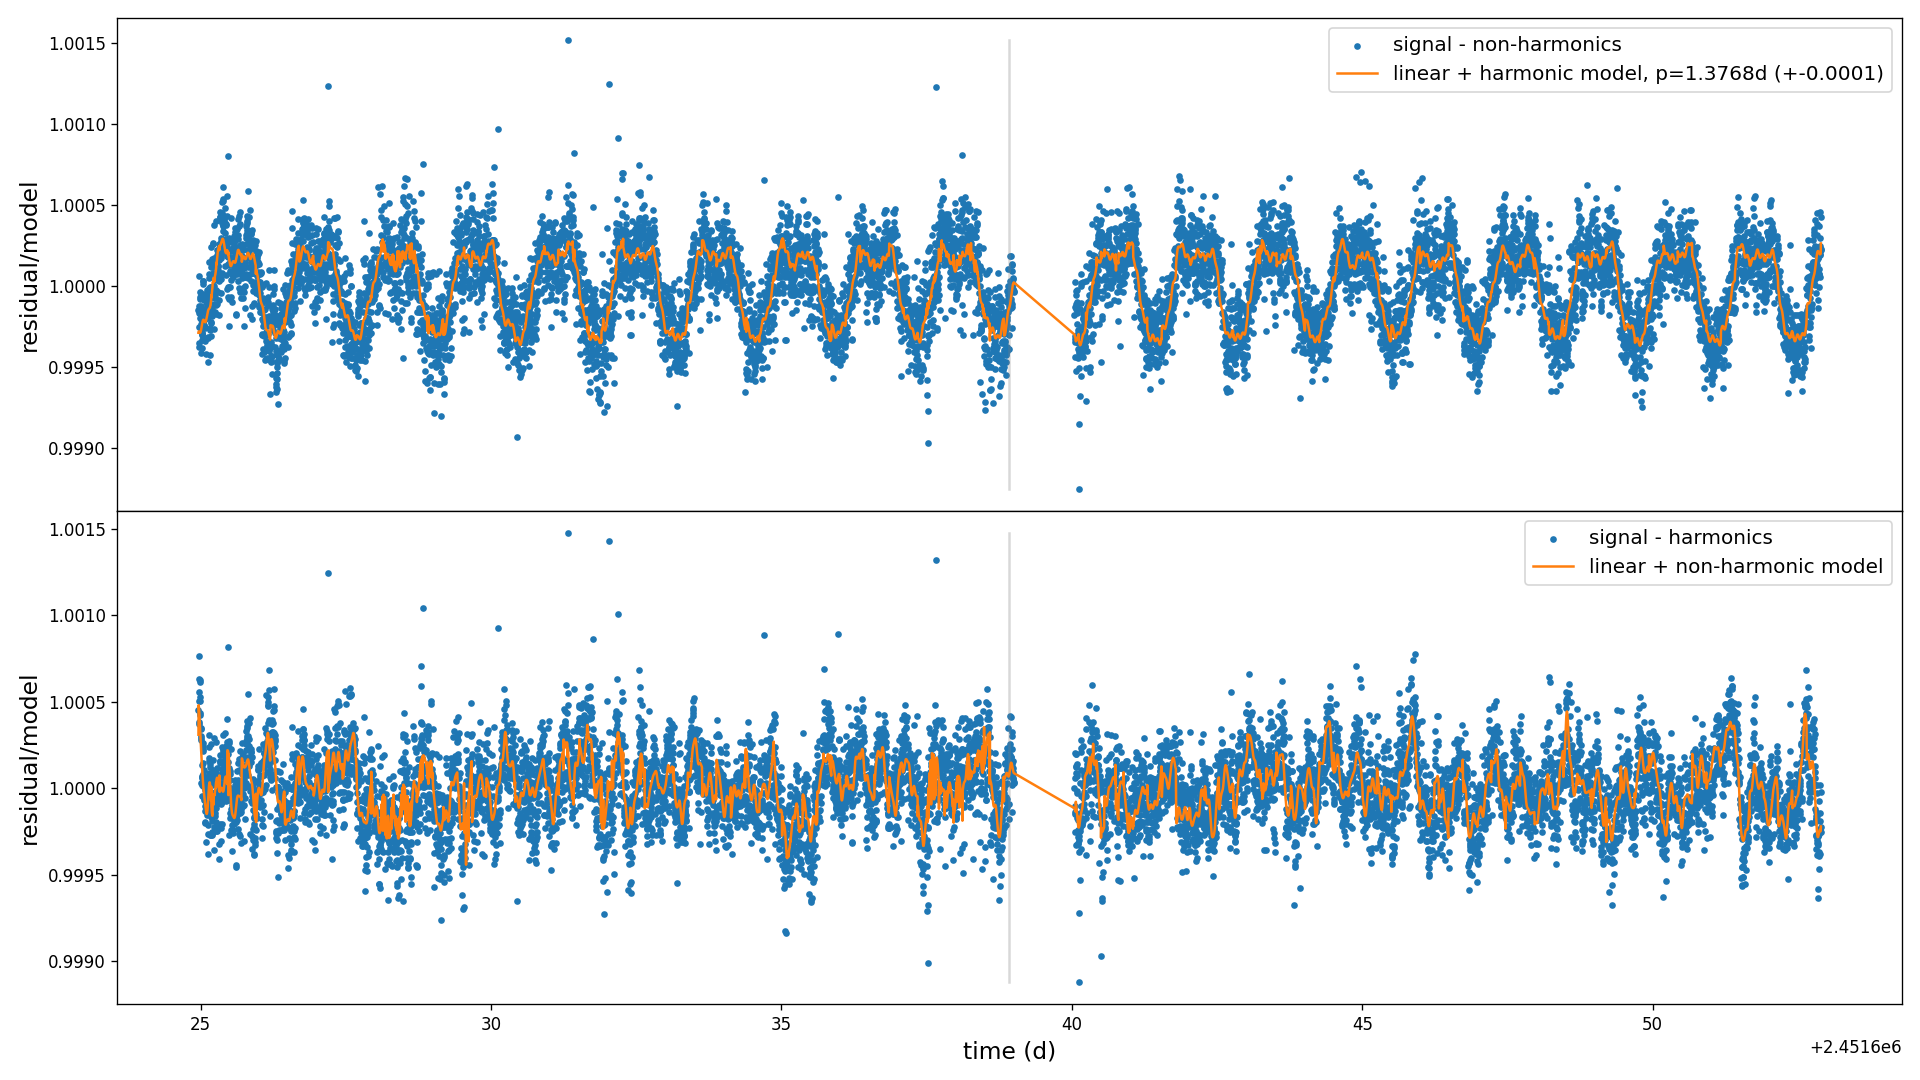 1.0015
1.0010
1.0005
1.0000
0.9995
0.9990
residual/model
signal - non-harmonics
linear + harmonic model, p=1.3768d (+-0.0001)
1.0015
1.0010
1.0005
1.0000
0.9995
0.9990
residual/model
signal - harmonics
linear + non-harmonic model
25
30
35
40
45
50
time (d)
+2.4516e6